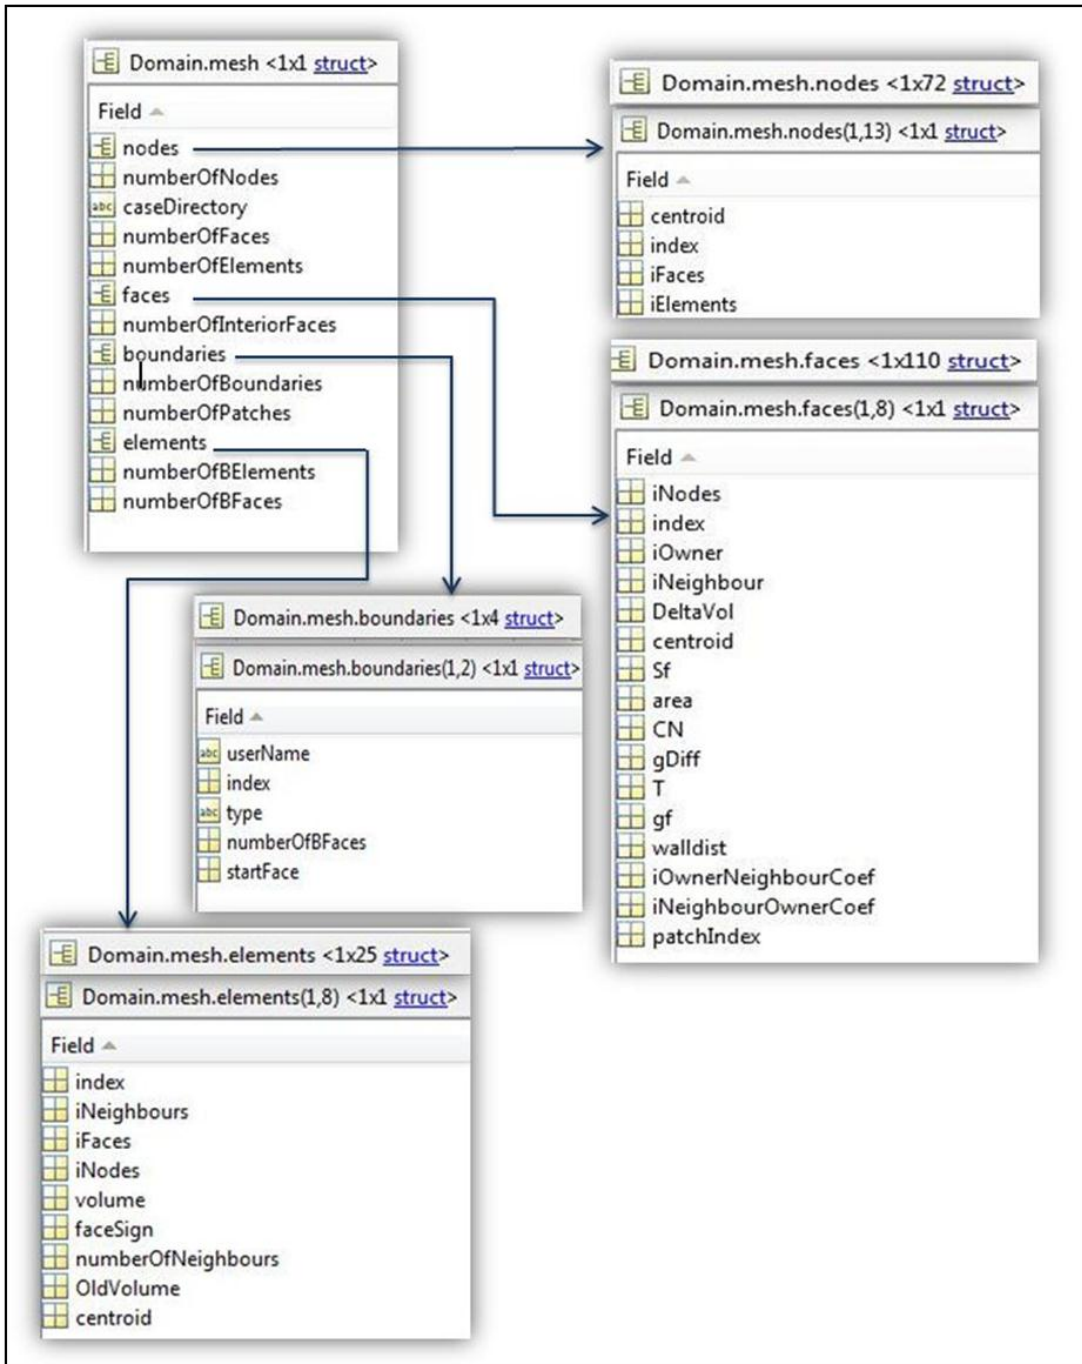 Domain.mesh <1x1 struct>
Field
nodes
numberOfNodes
abc caseDirectory
numberOfFaces
numberOfElements
faces
numberOfInteriorFaces
boundaries
numberOfBoundaries
numberOfPatches
elements
numberOfBElements
numberOfBFaces
Domain.mesh.nodes <1x72 struct>
Domain.mesh.nodes(1,13) <1x1 struct>
Field
centroid
index
iFaces
iElements
Domain.mesh.faces <1x110 struct>
Domain.mesh.faces(1,8) <1x1 struct>
Field
iNodes
index
iOwner
iNeighbour
DeltaVol
centroid
Sf
area
CN
gDiff
T
gf
walldist
iOwnerNeighbourCoef
iNeighbourOwnerCoef
patchIndex
Domain.mesh.boundaries <1x4 struct>
Domain.mesh.boundaries(1,2) <1x1 struct>
Field
abc userName
index
abc type
numberOfBFaces
startFace
Domain.mesh.elements <1x25 struct>
Domain.mesh.elements(1,8) <1x1 struct>
Field
index
iNeighbours
iFaces
iNodes
volume
faceSign
numberOfNeighbours
OldVolume
centroid